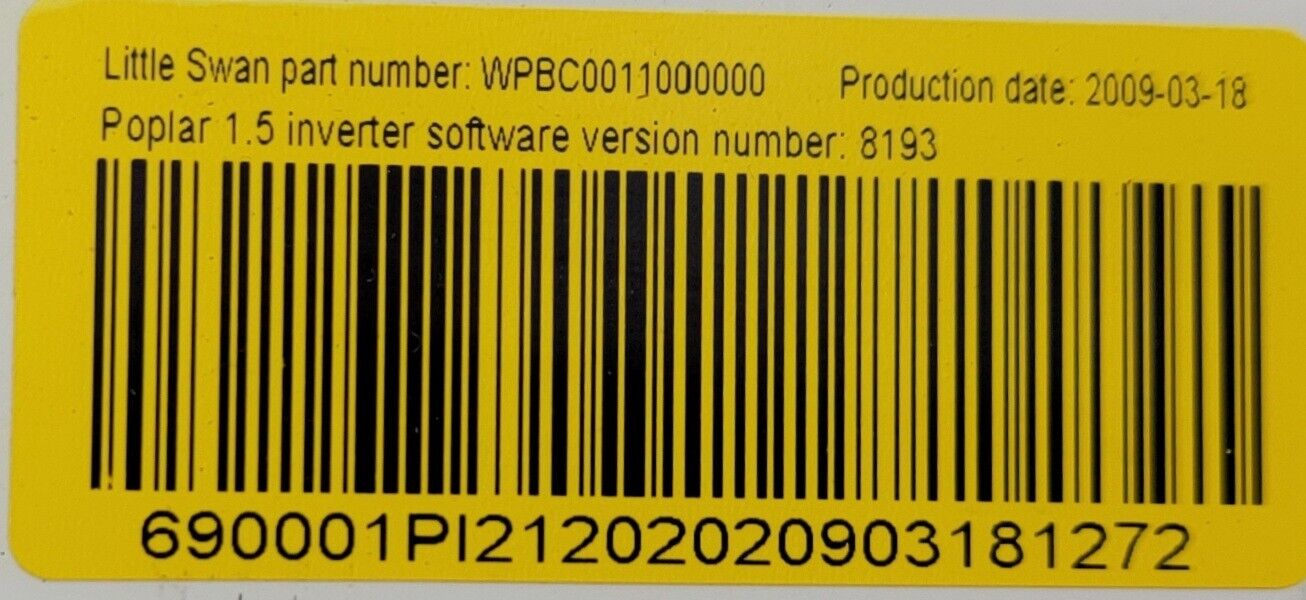 Little Swan part number: WPBC0011000000 Production date: 2009-03-18
Poplar 1.5 inverter software version number: 8193
690001PI21202020903181272